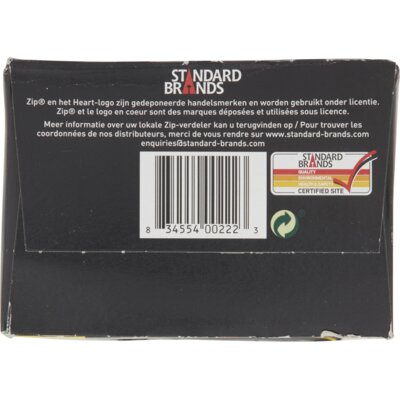 STANDARD
BRANDS
Zip® en het Heart-logo zijn gedeponeerde handelsmerken en worden gebruikt onder licentie.
Zip® et le logo en coeur sont des marques déposées et utilisées sous licence.
Meer informatie over uw lokale Zip-verdeler kan u terugvinden op / Pour trouver les
coordonnées de nos distributeurs, merci de vous rendre sur www.standard-brands.com
enquiries@standard-brands.com
STANDARD
BRANDS
QUALITY
ENVIRONMENTAL
HEALTH & SAFETY
CERTIFIED SITE
8 34554 00222 3